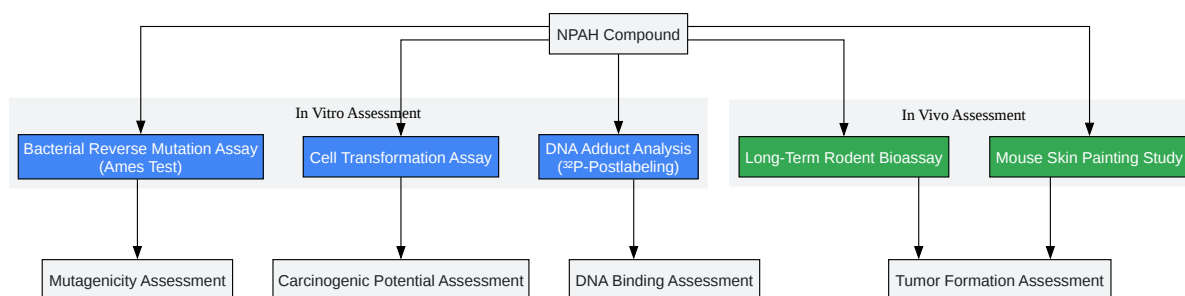 NPAH Compound
In Vitro Assessment
In Vivo Assessment
Bacterial Reverse Mutation Assay
(Ames Test)
Cell Transformation Assay
DNA Adduct Analysis
(³²P-Postlabeling)
Long-Term Rodent Bioassay
Mouse Skin Painting Study
Mutagenicity Assessment
Carcinogenic Potential Assessment
DNA Binding Assessment
Tumor Formation Assessment